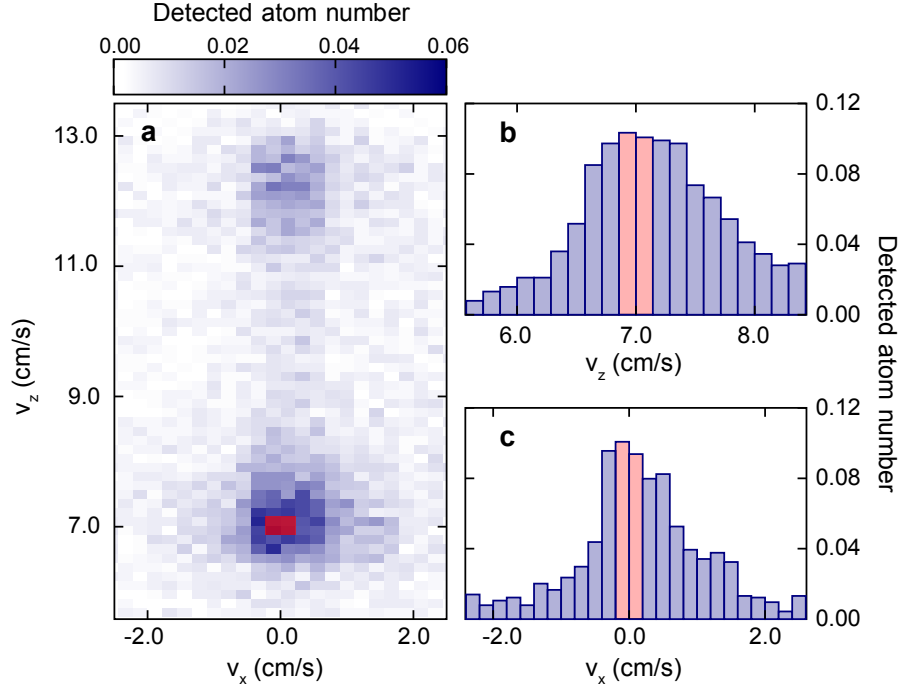 Detected atom number
0.00 0.02 0.04 0.06
a
13.0
11.0
9.0
7.0
v_z (cm/s)
-2.0 0.0 2.0
v_x (cm/s)
b
0.12
0.08
0.04
0.00
6.0 7.0 8.0
v_z (cm/s)
Detected atom number
c
0.12
0.08
0.04
0.00
-2.0 0.0 2.0
v_x (cm/s)